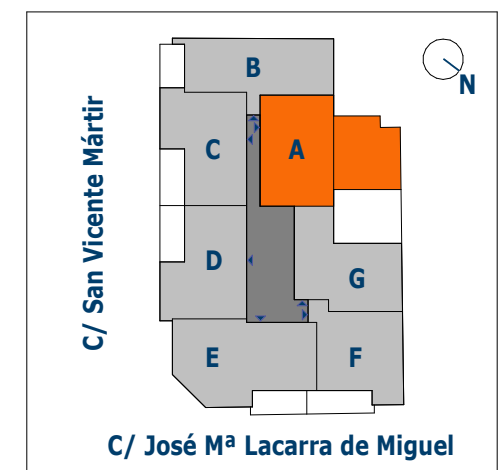 B
N
C
A
C/ San Vicente Mártir
D
G
E
F
C/ José Mª Lacarra de Miguel